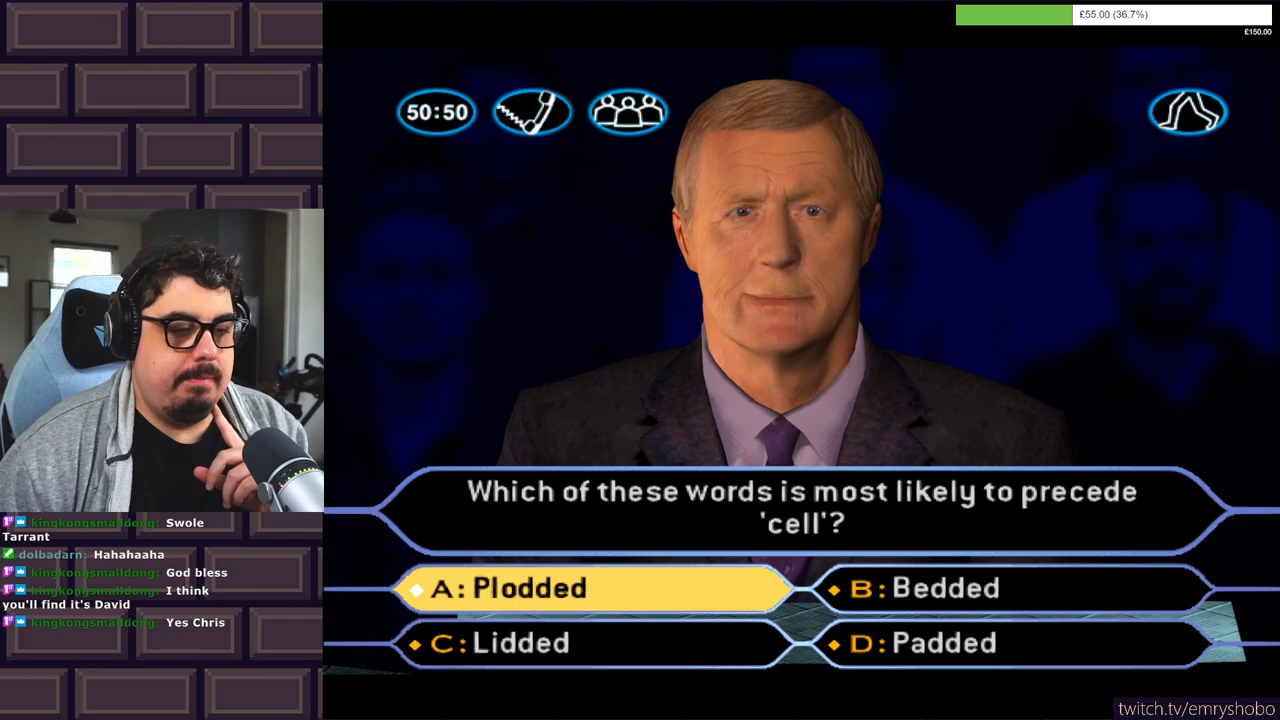 £55.00 (36.7%)
£150.00
50:50
Which of these words is most likely to precede
'cell'?
A: Plodded
B: Bedded
C: Lidded
D: Padded
kingkongsmalldong: Swole
Tarrant
dolbadarn: Hahahaaha
kingkongsmalldong: God bless
kingkongsmalldong: I think
you'll find it's David
kingkongsmalldong: Yes Chris
twitch.tv/emryshobo